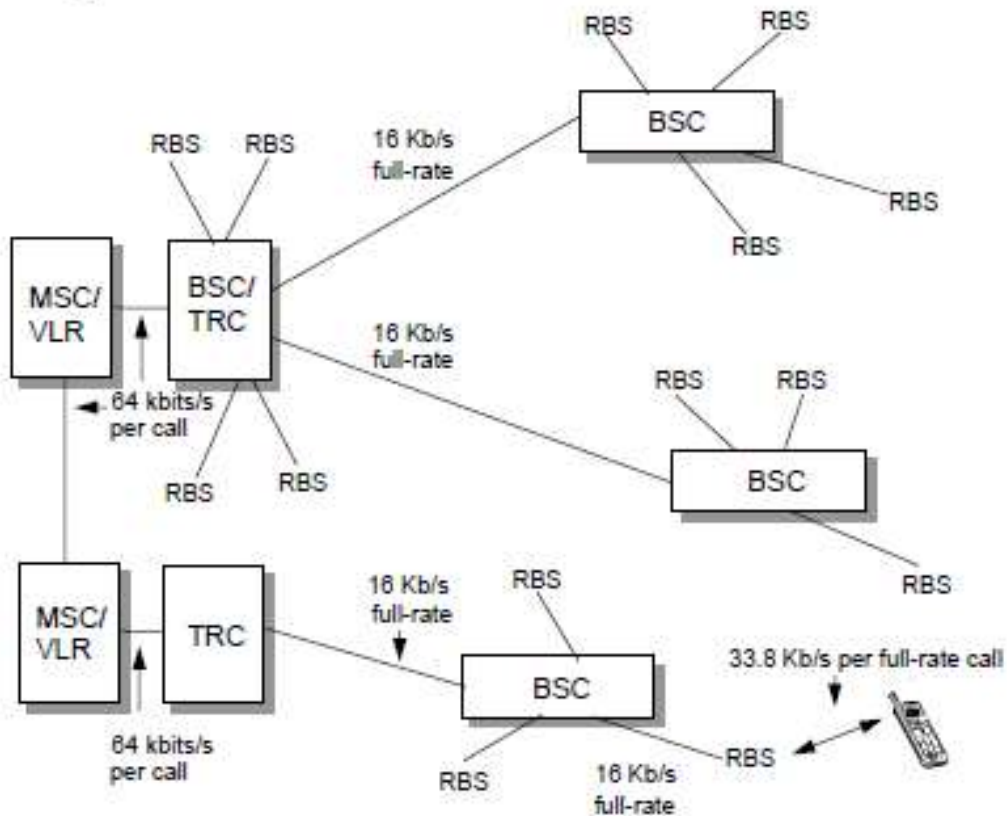 RBS
RBS
BSC
RBS
RBS
16 Kb/s
full-rate
RBS
RBS
MSC/
VLR
BSC/
TRC
16 Kb/s
full-rate
64 kbits/s
per call
RBS
RBS
RBS
RBS
BSC
RBS
MSC/
VLR
TRC
16 Kb/s
full-rate
RBS
BSC
33.8 Kb/s per full-rate call
64 kbits/s
per call
RBS
16 Kb/s
full-rate
RBS